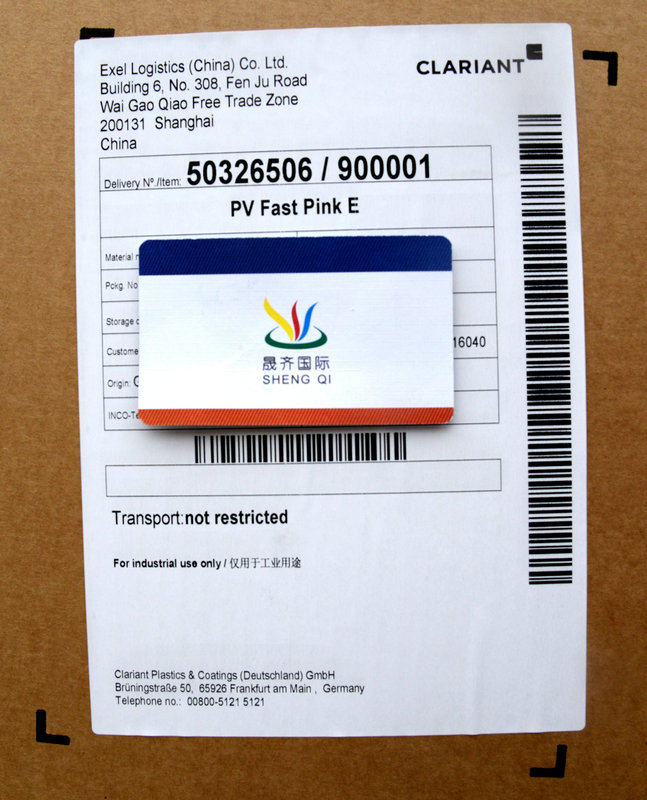 Exel Logistics (China) Co. Ltd.
Building 6, No. 308, Fen Ju Road
Wai Gao Qiao Free Trade Zone
200131 Shanghai
China
CLARIANT
Delivery Nº./Item: 50326506 / 900001
PV Fast Pink E
Material
Pckg. No
Storage
Custome
16040
Origin:
INCO-Te
晟齐国际
SHENG QI
Transport:not restricted
For industrial use only / 仅用于工业用途
Clariant Plastics & Coatings (Deutschland) GmbH
Brüningstraße 50, 65926 Frankfurt am Main , Germany
Telephone no.: 00800-5121 5121